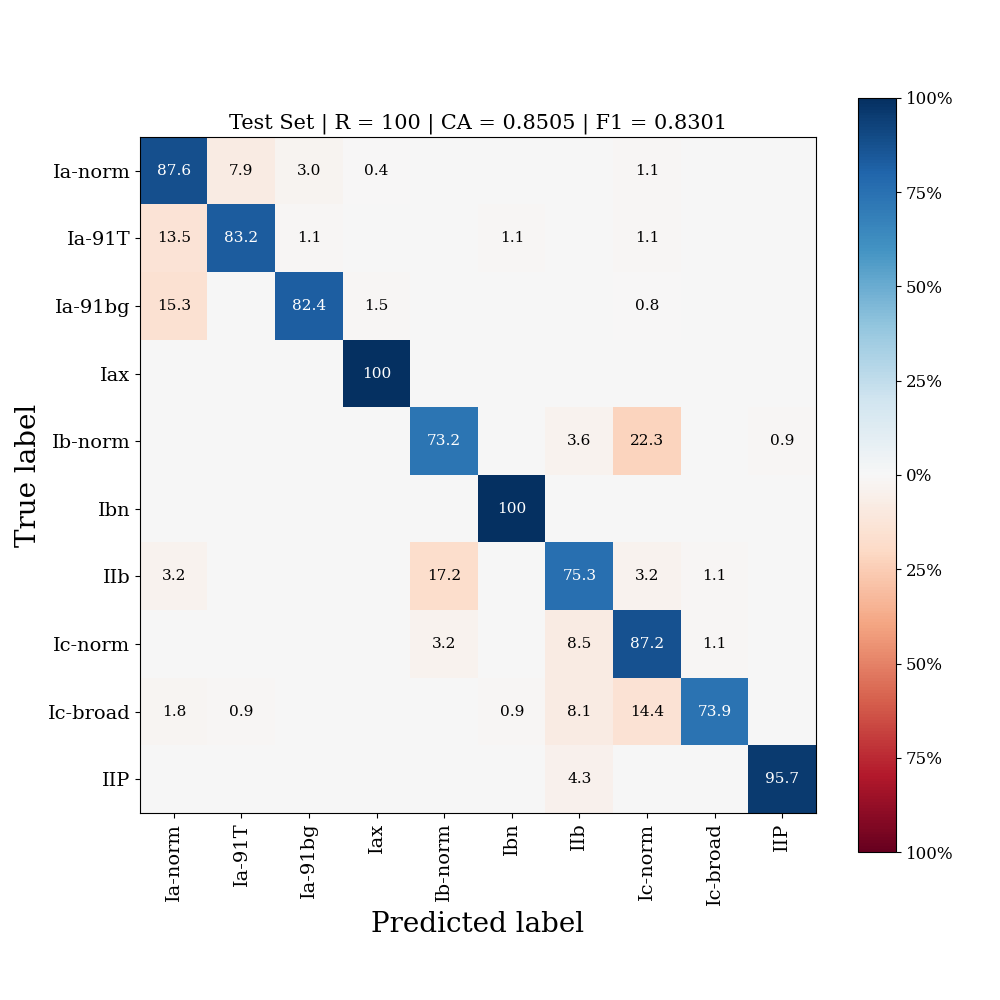 Test Set | R = 100 | CA = 0.8505 | F1 = 0.8301
Ia-norm 87.6 7.9 3.0 0.4 1.1
Ia-91T 13.5 83.2 1.1 1.1 1.1
Ia-91bg 15.3 82.4 1.5 0.8
Iax 100
Ib-norm 73.2 3.6 22.3 0.9
Ibn 100
IIb 3.2 17.2 75.3 3.2 1.1
Ic-norm 3.2 8.5 87.2 1.1
Ic-broad 1.8 0.9 0.9 8.1 14.4 73.9
IIP 4.3 95.7
True label
Ia-norm Ia-91T Ia-91bg Iax Ib-norm Ibn IIb Ic-norm Ic-broad IIP
Predicted label
100%
75%
50%
25%
0%
25%
50%
75%
100%